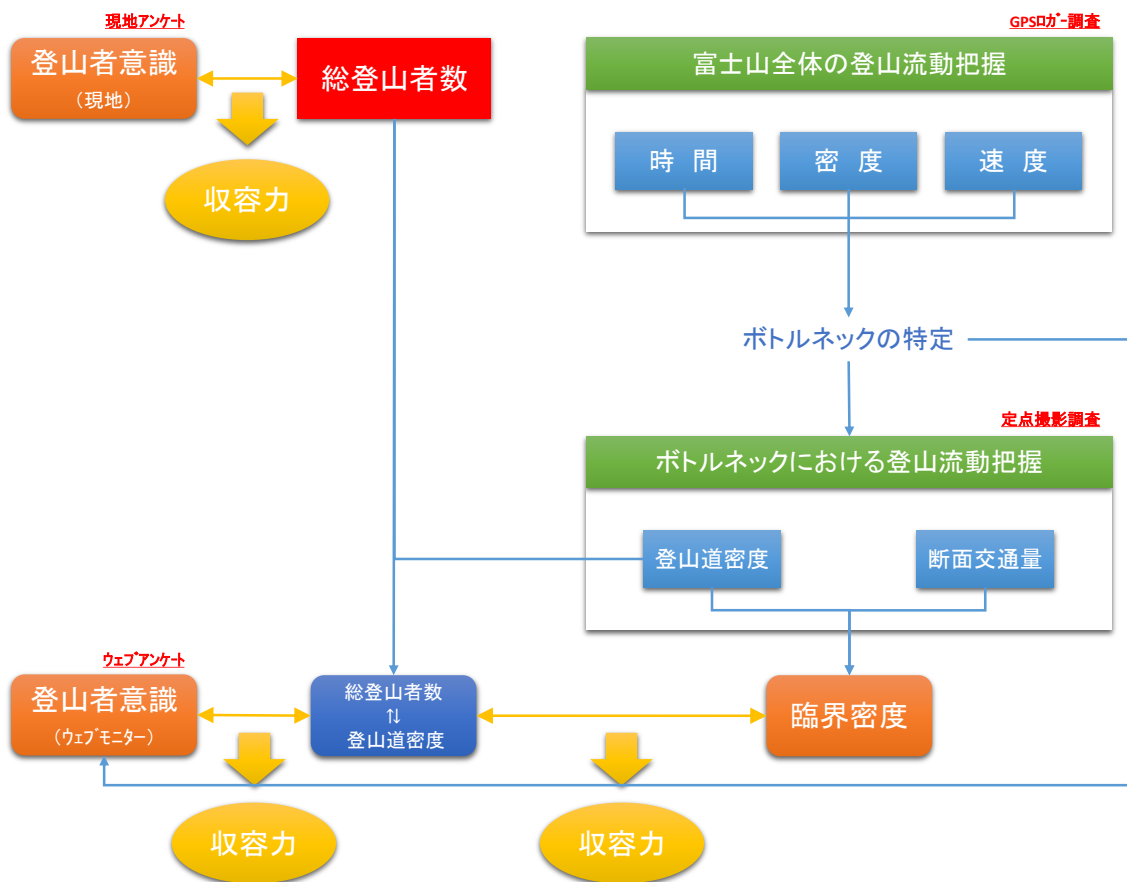 現地アンケート
登山者意識
（現地）
総登山者数
収容力
GPSﾛｶﾞｰ調査
富士山全体の登山流動把握
時　間
密　度
速　度
ボトルネックの特定
定点撮影調査
ボトルネックにおける登山流動把握
登山道密度
断面交通量
ｳｪﾌﾞｱﾝｹｰﾄ
登山者意識
（ｳｪﾌﾞﾓﾆﾀｰ）
総登山者数
⇅
登山道密度
臨界密度
収容力
収容力